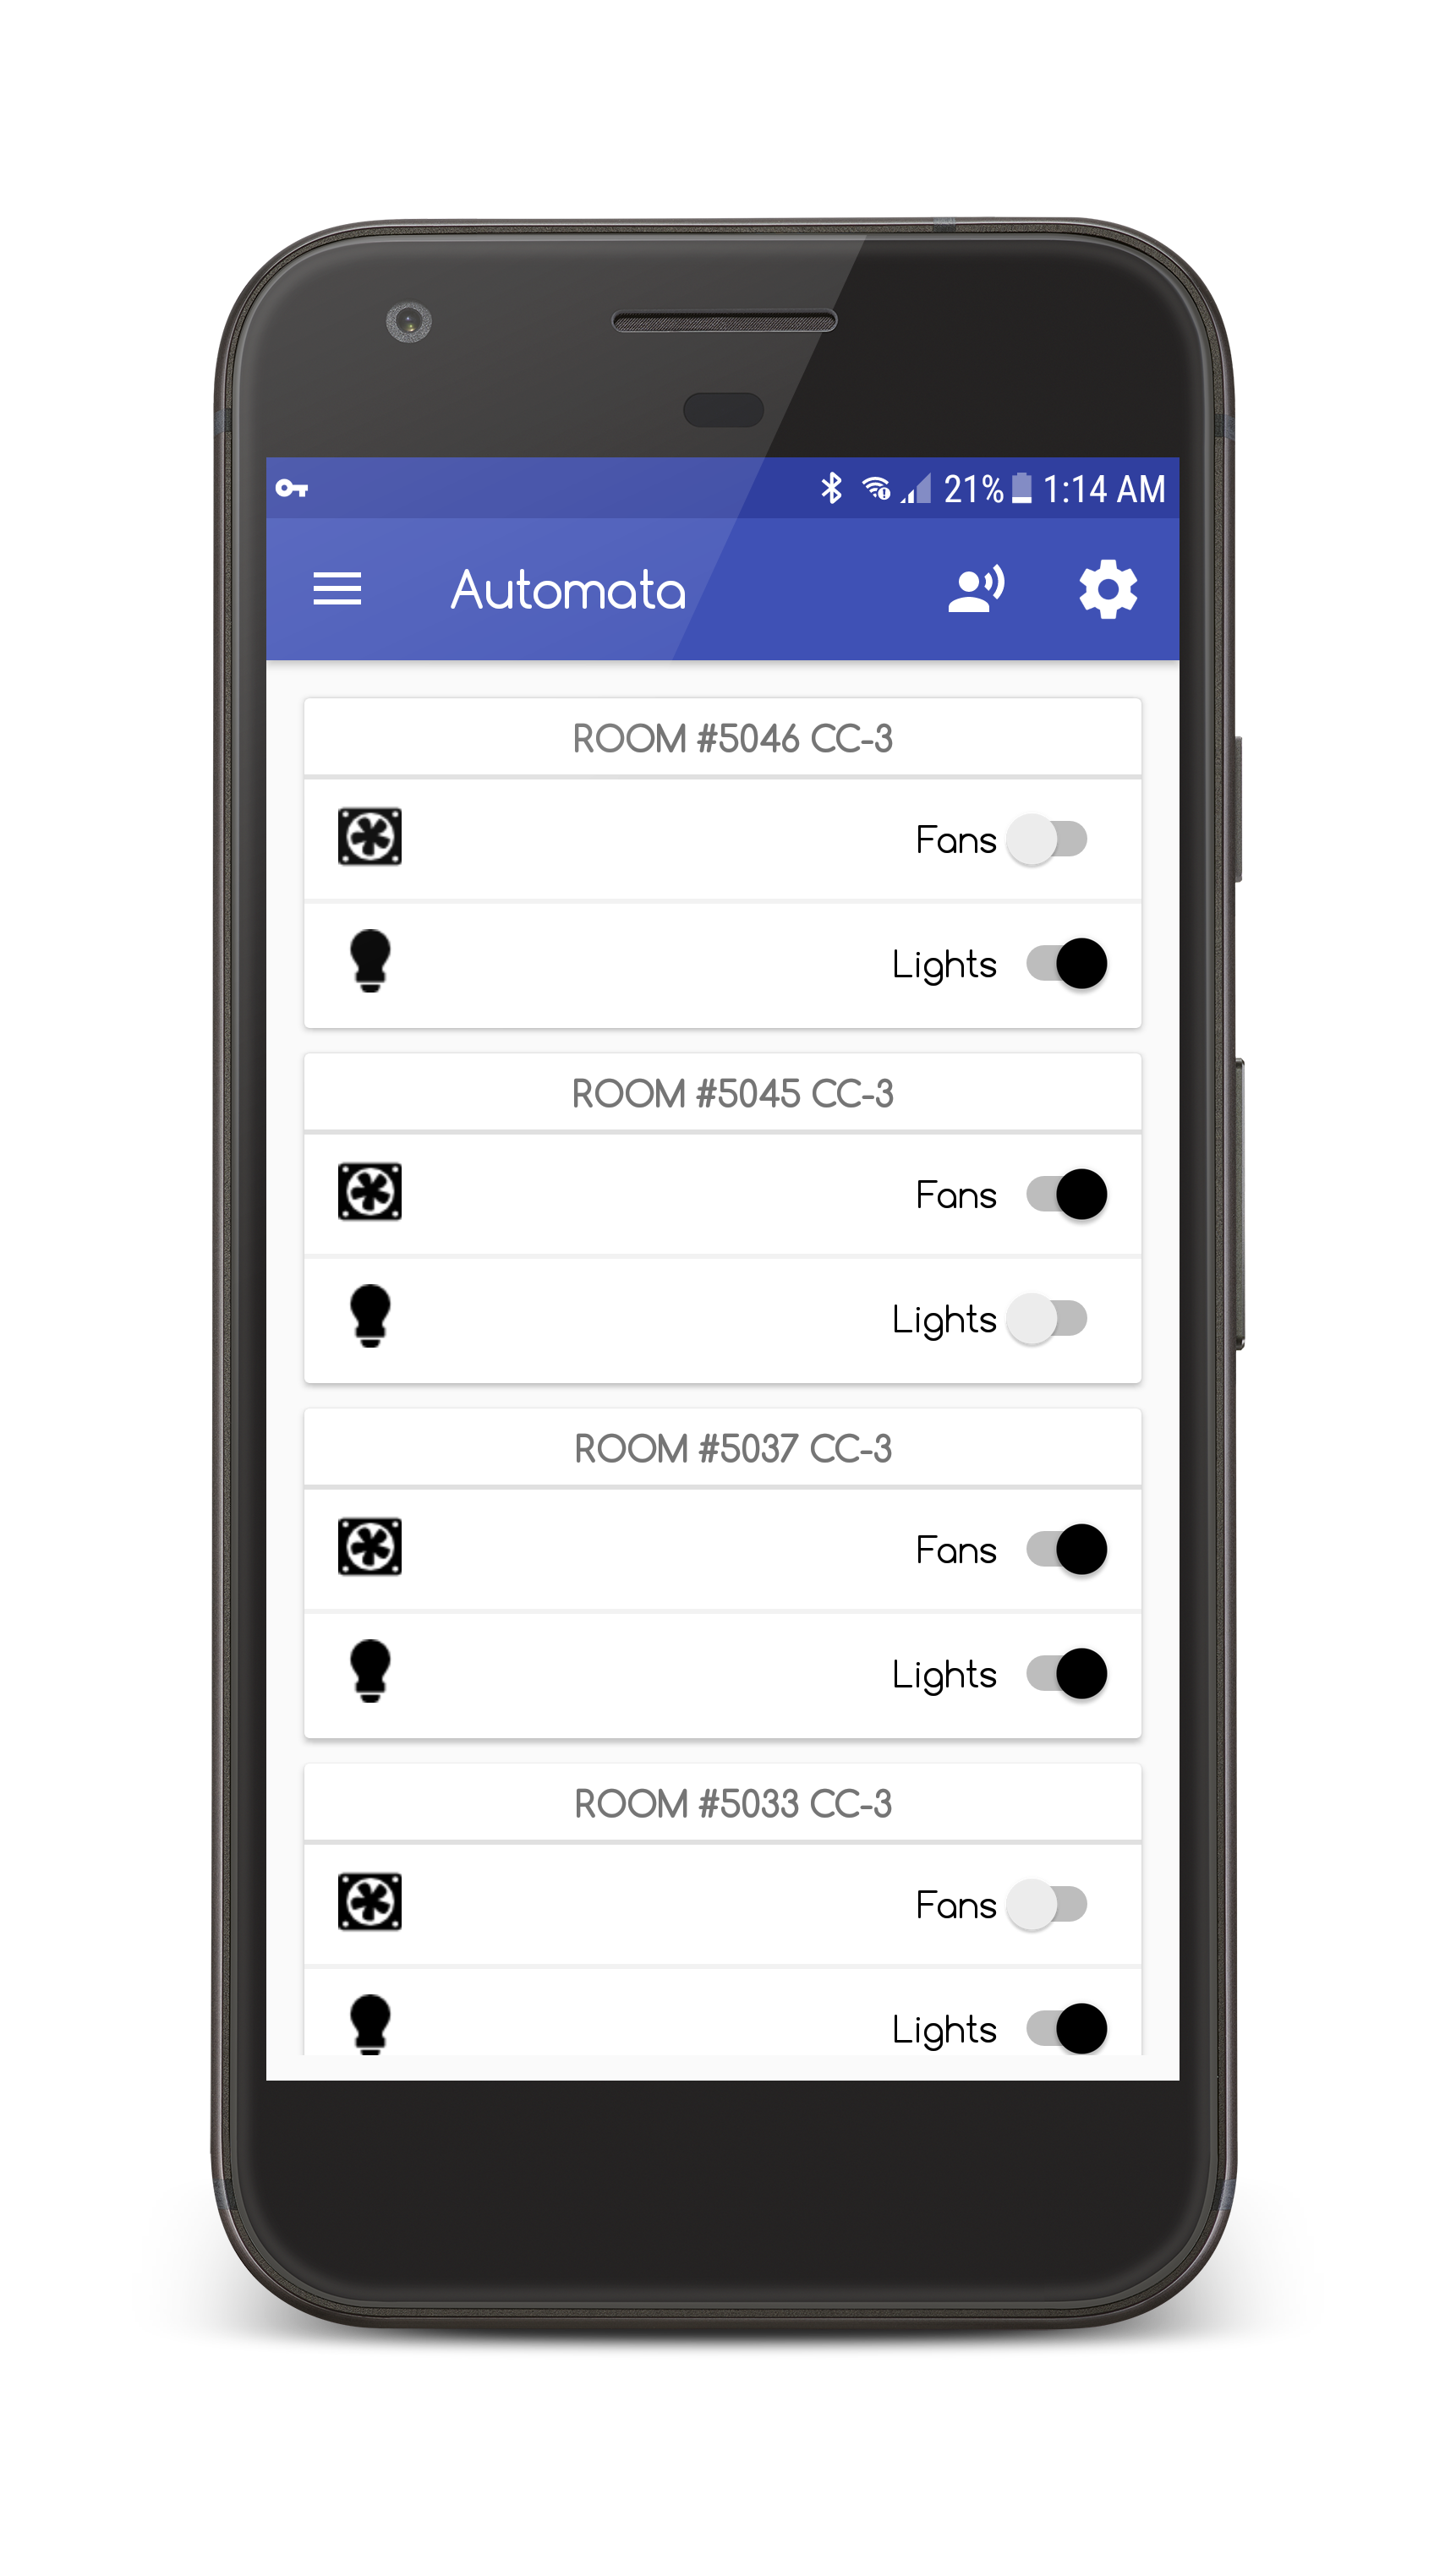 21% 1:14 AM
Automata
ROOM #5046 CC-3
Fans
Lights
ROOM #5045 CC-3
Fans
Lights
ROOM #5037 CC-3
Fans
Lights
ROOM #5033 CC-3
Fans
Lights